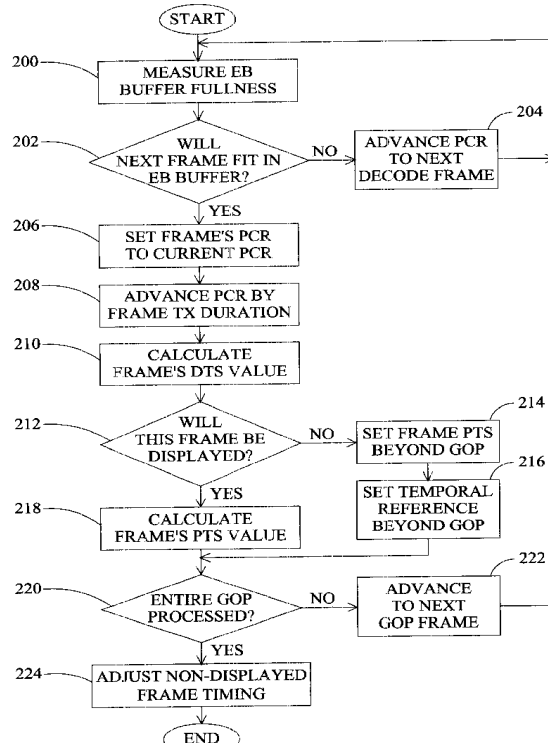 START
200
MEASURE EB
BUFFER FULLNESS
202
WILL
NEXT FRAME FIT IN
EB BUFFER?
NO
204
ADVANCE PCR
TO NEXT
DECODE FRAME
YES
206
SET FRAME'S PCR
TO CURRENT PCR
208
ADVANCE PCR BY
FRAME TX DURATION
210
CALCULATE
FRAME'S DTS VALUE
212
WILL
THIS FRAME BE
DISPLAYED?
NO
214
SET FRAME PTS
BEYOND GOP
216
SET TEMPORAL
REFERENCE
BEYOND GOP
YES
218
CALCULATE
FRAME'S PTS VALUE
220
ENTIRE GOP
PROCESSED?
NO
222
ADVANCE
TO NEXT
GOP FRAME
YES
224
ADJUST NON-DISPLAYED
FRAME TIMING
END